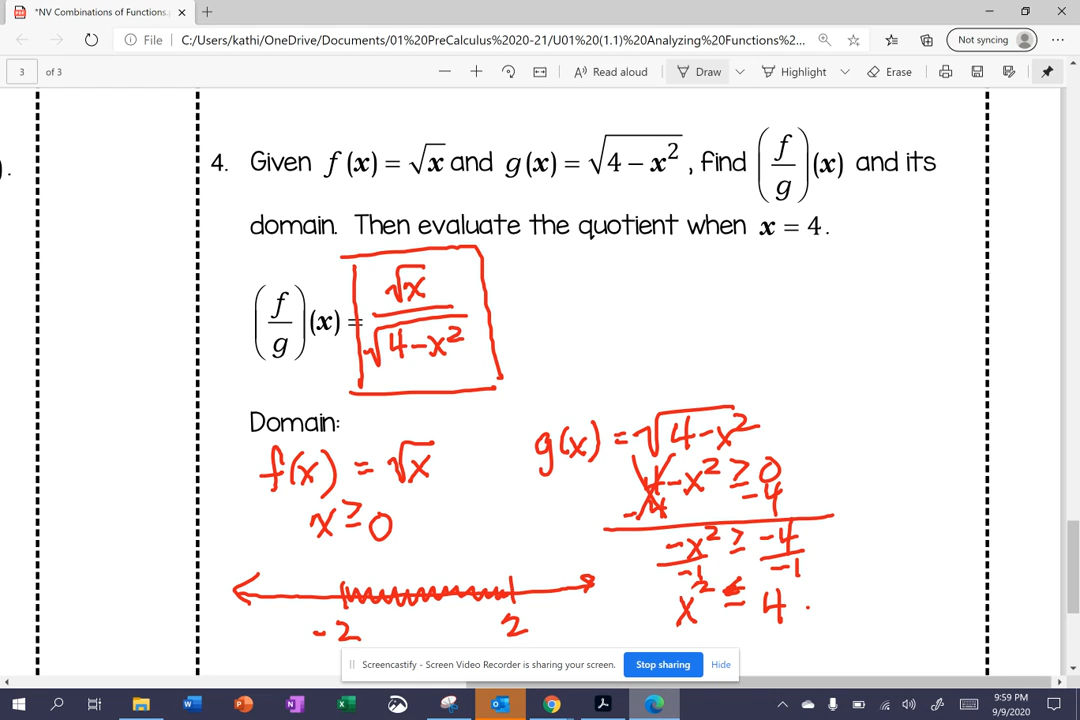 *NV Combinations of Functions.
File C:/Users/kathi/OneDrive/Documents/01%20PreCalculus%2020-21/U01%20(1.1)%20Analyzing%20Functions%2... Not syncing
3 of 3 Read aloud Draw Highlight Erase
).
4. Given f(x) = √x and g(x) = √(4 − x²), find (f/g)(x) and its
domain. Then evaluate the quotient when x = 4.
(f/g)(x) = √x / √(4−x²)
Domain:
f(x) = √x
x ≥ 0
g(x) = √(4−x²)
4−x² ≥ 0
−4 −4
−x² ≥ −4
−1 −1
x² ≤ 4
−2 2
Screencastify - Screen Video Recorder is sharing your screen. Stop sharing Hide
9:59 PM
9/9/2020